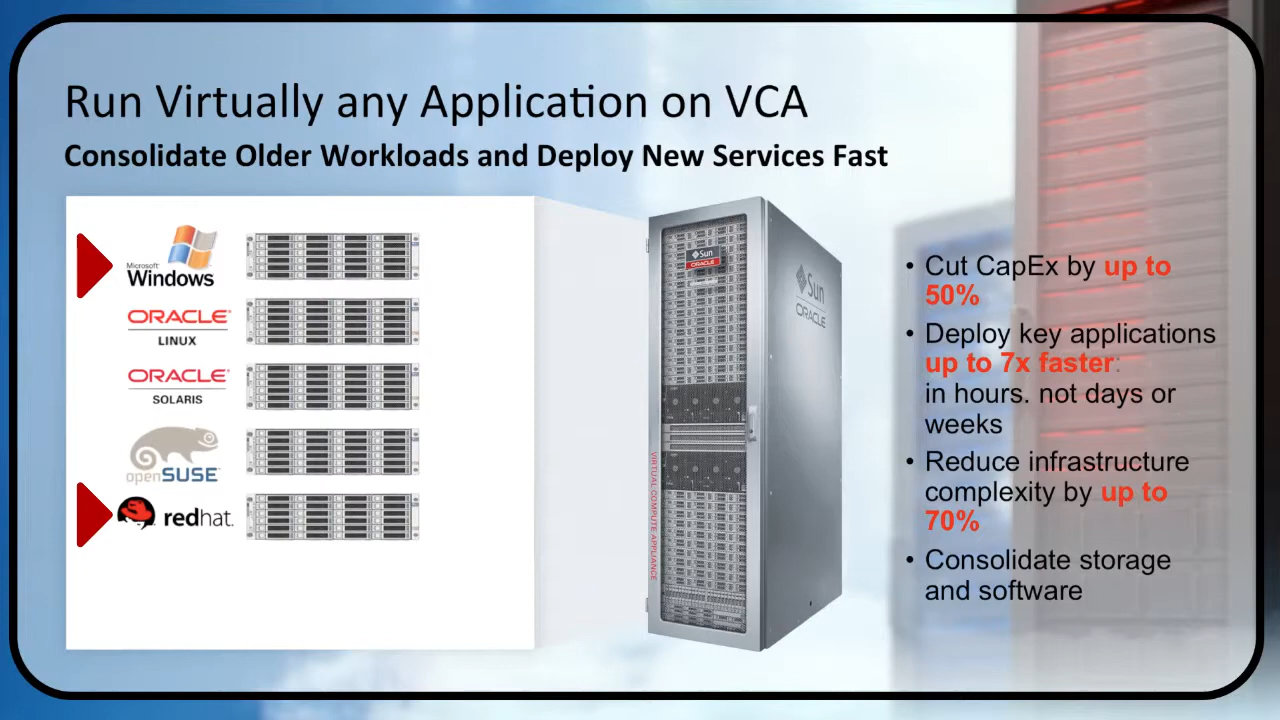 Run Virtually any Application on VCA
Consolidate Older Workloads and Deploy New Services Fast
Microsoft
Windows
ORACLE
LINUX
ORACLE
SOLARIS
openSUSE
redhat.
Sun
ORACLE
Sun
ORACLE
VIRTUAL COMPUTE APPLIANCE
• Cut CapEx by up to
50%
• Deploy key applications
up to 7x faster:
in hours. not days or
weeks
• Reduce infrastructure
complexity by up to
70%
• Consolidate storage
and software